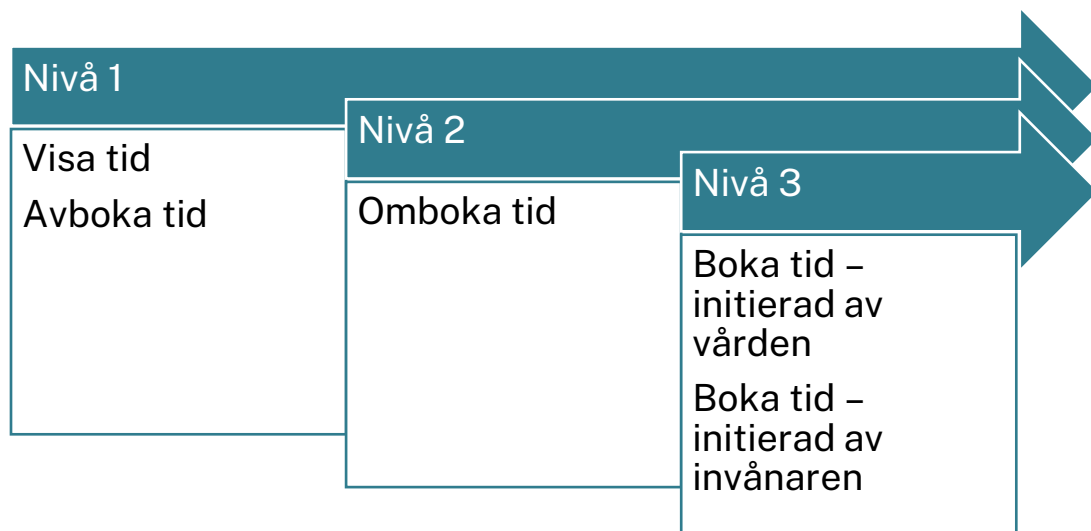 Nivå 1
Visa tid
Avboka tid
Nivå 2
Omboka tid
Nivå 3
Boka tid –
initierad av
vården
Boka tid –
initierad av
invånaren